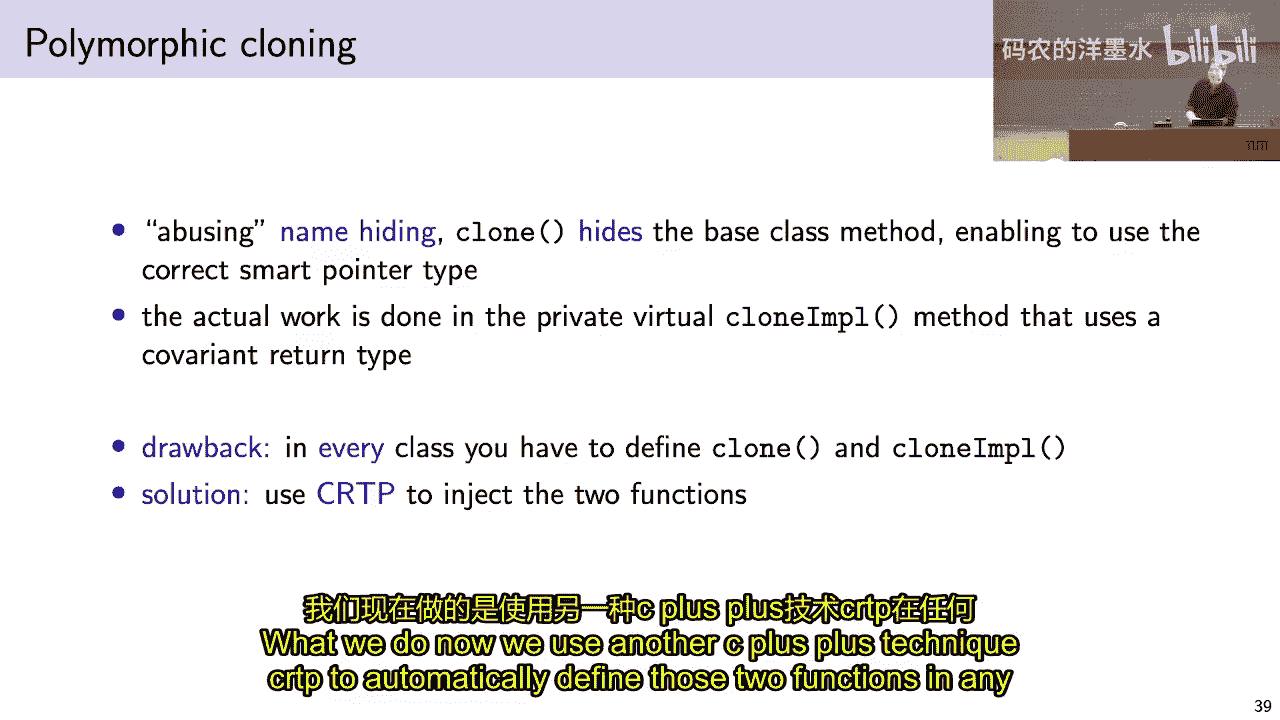 Polymorphic cloning
码农的洋墨水 bilibili
• “abusing” name hiding, clone() hides the base class method, enabling to use the
correct smart pointer type
• the actual work is done in the private virtual cloneImpl() method that uses a
covariant return type
• drawback: in every class you have to define clone() and cloneImpl()
• solution: use CRTP to inject the two functions
我们现在做的是使用另一种c plus plus技术crtp在任何
What we do now we use another c plus plus technique
crtp to automatically define those two functions in any
39